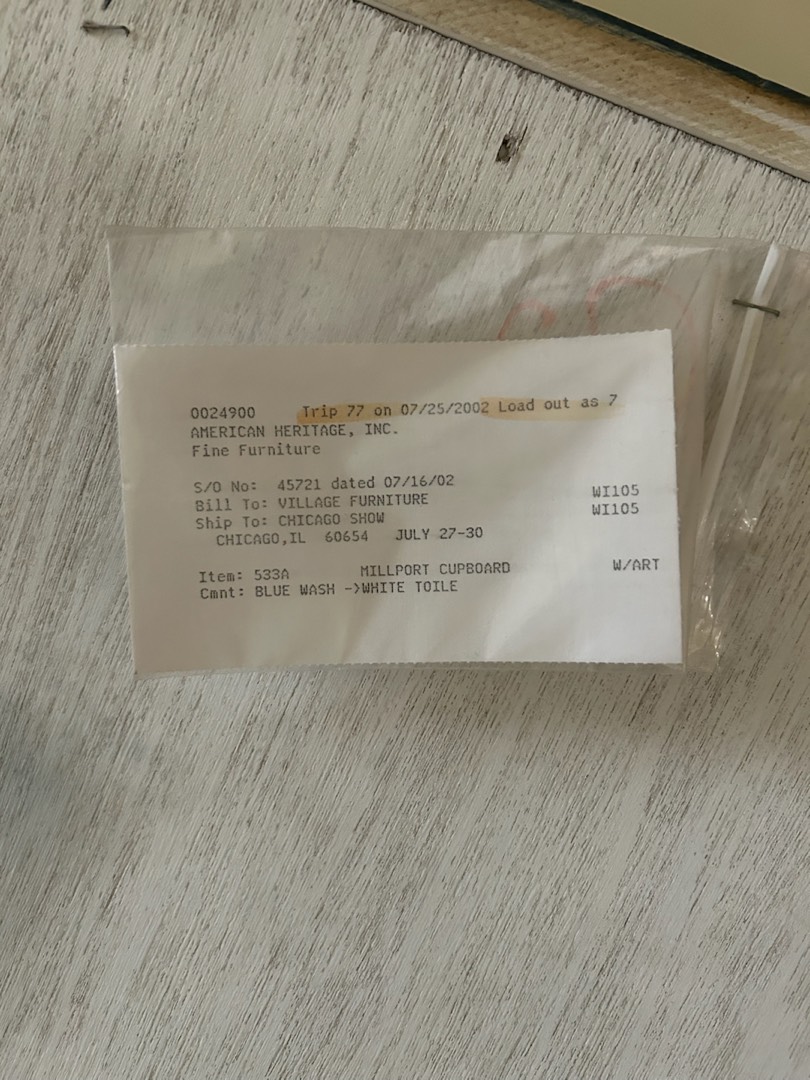 0024900 Trip 77 on 07/25/2002 Load out as 7
AMERICAN HERITAGE, INC.
Fine Furniture
S/O No: 45721 dated 07/16/02
Bill To: VILLAGE FURNITURE WI105
Ship To: CHICAGO SHOW WI105
CHICAGO,IL 60654 JULY 27-30
Item: 533A MILLPORT CUPBOARD W/ART
Cmnt: BLUE WASH ->WHITE TOILE